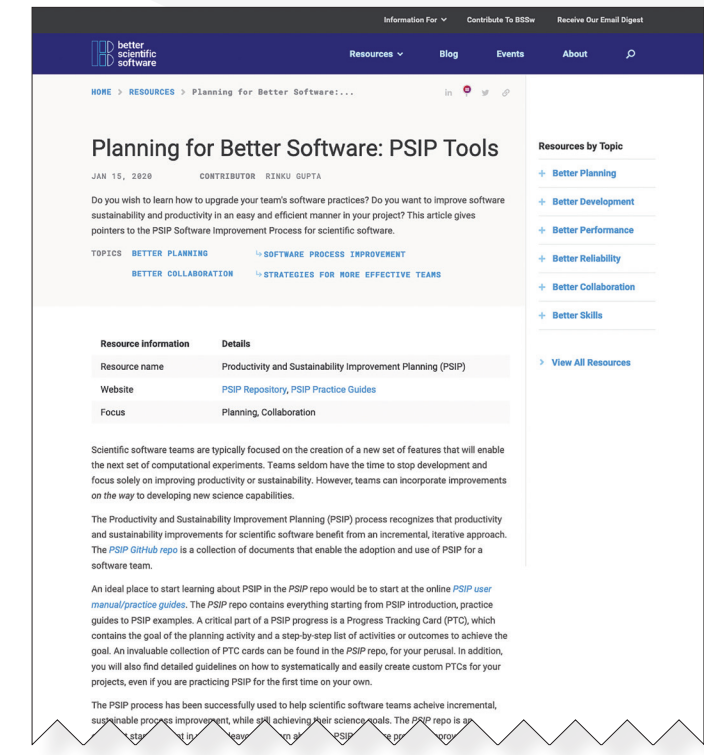 Information For Contribute To BSSw Receive Our Email Digest
better
scientific
software
Resources Blog Events About
HOME > RESOURCES > Planning for Better Software:...
in
Planning for Better Software: PSIP Tools
JAN 15, 2020 CONTRIBUTOR RINKU GUPTA
Do you wish to learn how to upgrade your team's software practices? Do you want to improve software
sustainability and productivity in an easy and efficient manner in your project? This article gives
pointers to the PSIP Software Improvement Process for scientific software.
TOPICS BETTER PLANNING SOFTWARE PROCESS IMPROVEMENT
BETTER COLLABORATION STRATEGIES FOR MORE EFFECTIVE TEAMS
Resources by Topic
+ Better Planning
+ Better Development
+ Better Performance
+ Better Reliability
+ Better Collaboration
+ Better Skills
> View All Resources
Resource information Details
Resource name Productivity and Sustainability Improvement Planning (PSIP)
Website PSIP Repository, PSIP Practice Guides
Focus Planning, Collaboration
Scientific software teams are typically focused on the creation of a new set of features that will enable
the next set of computational experiments. Teams seldom have the time to stop development and
focus solely on improving productivity or sustainability. However, teams can incorporate improvements
on the way to developing new science capabilities.
The Productivity and Sustainability Improvement Planning (PSIP) process recognizes that productivity
and sustainability improvements for scientific software benefit from an incremental, iterative approach.
The PSIP GitHub repo is a collection of documents that enable the adoption and use of PSIP for a
software team.
An ideal place to start learning about PSIP in the PSIP repo would be to start at the online PSIP user
manual/practice guides. The PSIP repo contains everything starting from PSIP introduction, practice
guides to PSIP examples. A critical part of a PSIP progress is a Progress Tracking Card (PTC), which
contains the goal of the planning activity and a step-by-step list of activities or outcomes to achieve the
goal. An invaluable collection of PTC cards can be found in the PSIP repo, for your perusal. In addition,
you will also find detailed guidelines on how to systematically and easily create custom PTCs for your
projects, even if you are practicing PSIP for the first time on your own.
The PSIP process has been successfully used to help scientific software teams acheive incremental,
sustainable process improvement, while still achieving their science goals. The PSIP repo is an